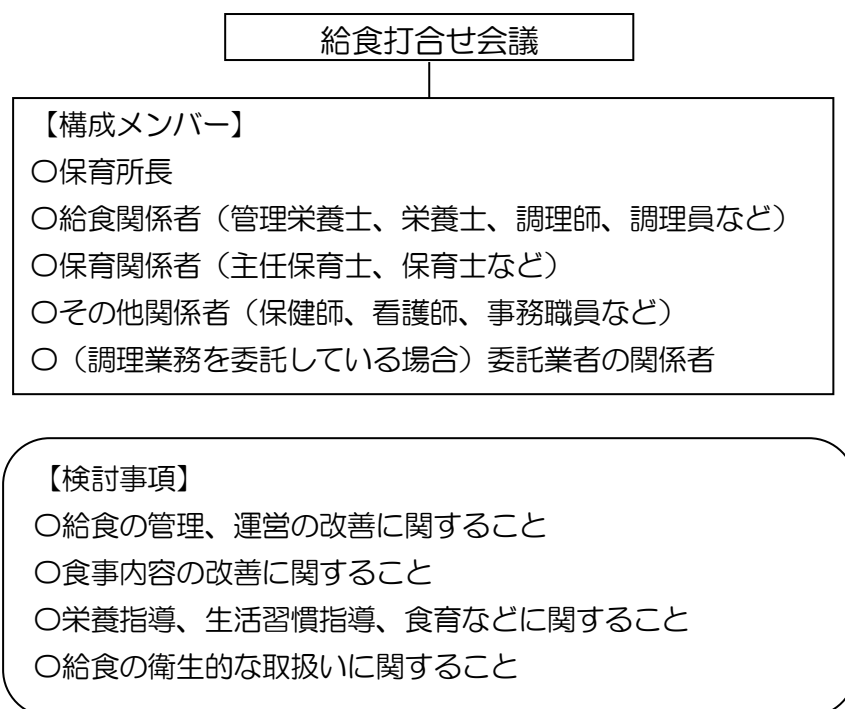 給食打合せ会議
【構成メンバー】
〇保育所長
〇給食関係者（管理栄養士、栄養士、調理師、調理員など）
〇保育関係者（主任保育士、保育士など）
〇その他関係者（保健師、看護師、事務職員など）
〇（調理業務を委託している場合）委託業者の関係者
【検討事項】
〇給食の管理、運営の改善に関すること
〇食事内容の改善に関すること
〇栄養指導、生活習慣指導、食育などに関すること
〇給食の衛生的な取扱いに関すること